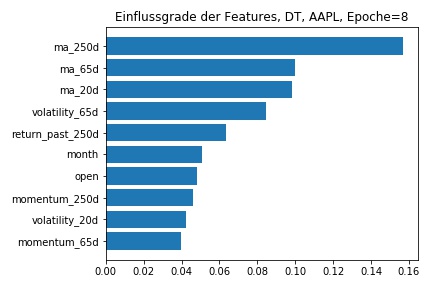 Einflussgrade der Features, DT, AAPL, Epoche=8
ma_250d
ma_65d
ma_20d
volatility_65d
return_past_250d
month
open
momentum_250d
volatility_20d
momentum_65d
0.00 0.02 0.04 0.06 0.08 0.10 0.12 0.14 0.16